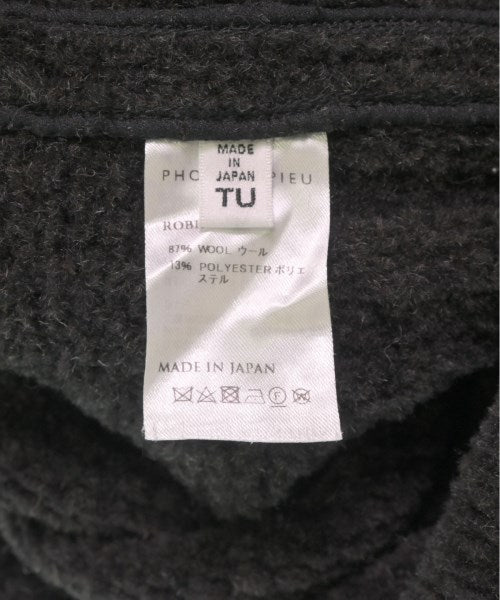 MADE
IN
JAPAN
TU
PHO PIEU
ROBI
87% WOOL ウール
13% POLYESTER ポリエ
ステル
MADE IN JAPAN
F